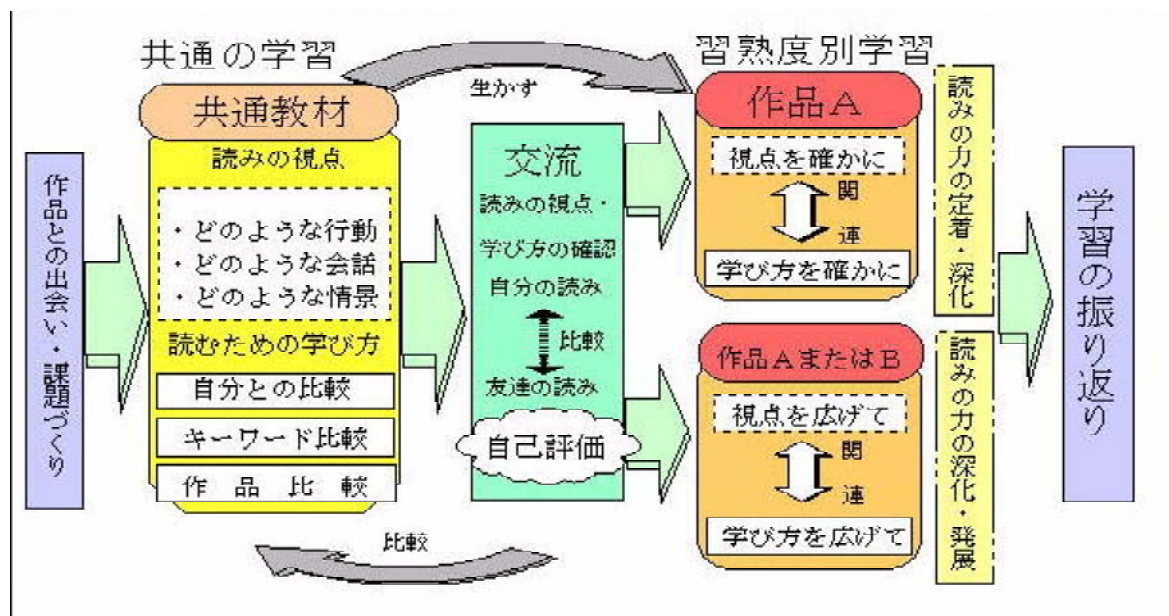 共通の学習
習熟度別学習
生かす
作品との出会い・課題づくり
共通教材
読みの視点
・どのような行動
・どのような会話
・どのような情景
読むための学び方
自分との比較
キーワード比較
作品比較
交流
読みの視点・
学び方の確認
自分の読み
比較
友達の読み
自己評価
作品A
視点を確かに
関
連
学び方を確かに
読みの力の定着・深化
作品AまたはB
視点を広げて
関
連
学び方を広げて
読みの力の深化・発展
学習の振り返り
比較